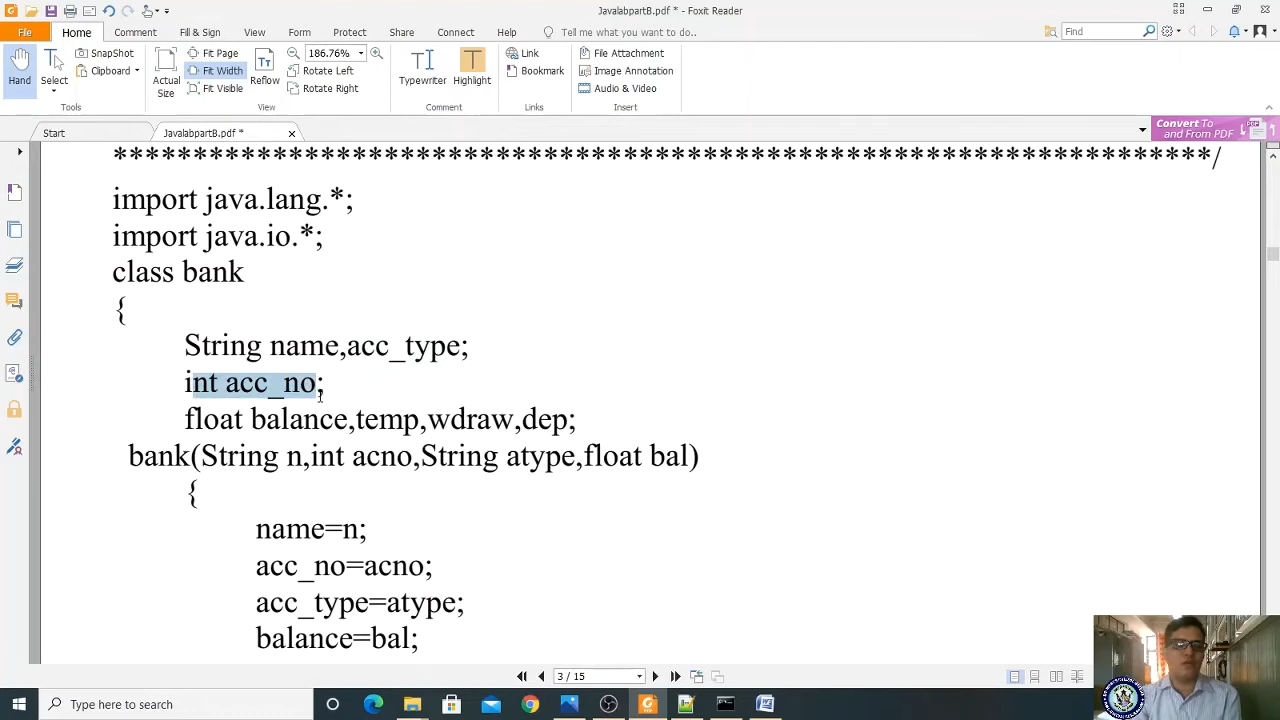 Javalabpart​B.pdf * - Foxit Reader
File Home Comment Fill & Sign View Form Protect Share Connect Help Tell me what you want to do.. Find
Hand Select SnapShot Clipboard Actual Size Fit Page Fit Width Fit Visible Reflow 186.76% Rotate Left Rotate Right Typewriter Highlight Link Bookmark File Attachment Image Annotation Audio & Video
Tools View Comment Links Insert
Start JavalabpartB.pdf * Convert To and From PDF
*********************************************************************/
import java.lang.*;
import java.io.*;
class bank
{
String name,acc_type;
int acc_no;
float balance,temp,wdraw,dep;
bank(String n,int acno,String atype,float bal)
{
name=n;
acc_no=acno;
acc_type=atype;
balance=bal;
3 / 15
Type here to search